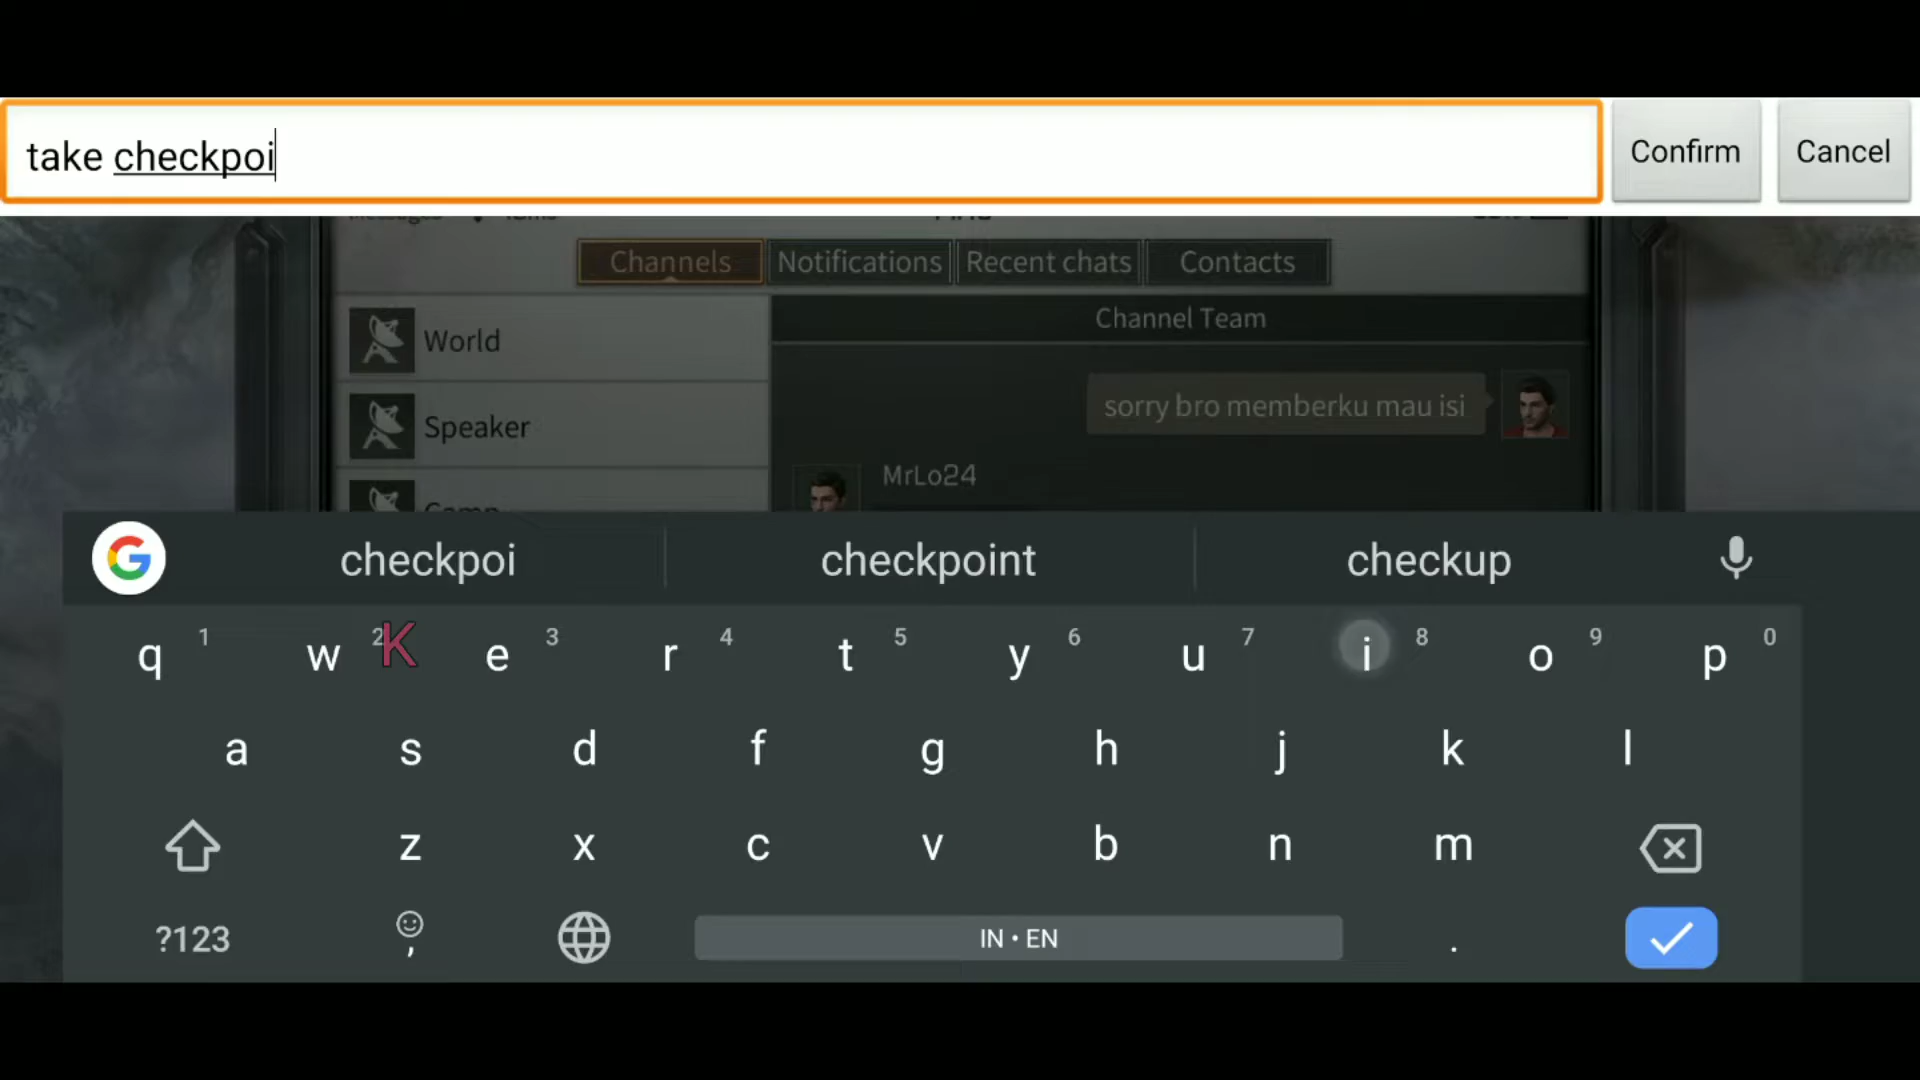 take checkpoi
Confirm
Cancel
Channels
Notifications
Recent chats
Contacts
World
Channel Team
sorry bro memberku mau isi
Speaker
MrLo24
checkpoi
checkpoint
checkup
K
q 1 w 2 e 3 r 4 t 5 y 6 u 7 i 8 o 9 p 0
a s d f g h j k l
z x c v b n m
?123 , IN • EN .